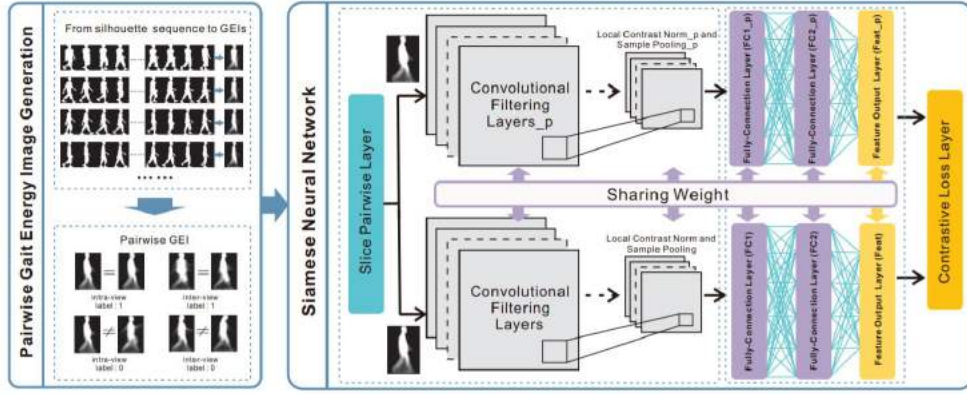 Pairwise Gait Energy Image Generation
From silhouette sequence to GEIs
... ...
Pairwise GEI
=
=
intra-view
label : 1
inter-view
label : 1
≠
≠
intra-view
label : 0
inter-view
label : 0
Siamese Neural Network
Slice Pairwise Layer
Convolutional
Filtering
Layers_p
Local Contrast Norm_p and
Sample Pooling_p
Fully-Connection Layer (FC1_p)
Fully-Connection Layer (FC2_p)
Feature Output Layer (Feat_p)
Sharing Weight
Convolutional
Filtering
Layers
Local Contrast Norm and
Sample Pooling
Fully-Connection Layer (FC1)
Fully-Connection Layer (FC2)
Feature Output Layer (Feat)
Contrastive Loss Layer